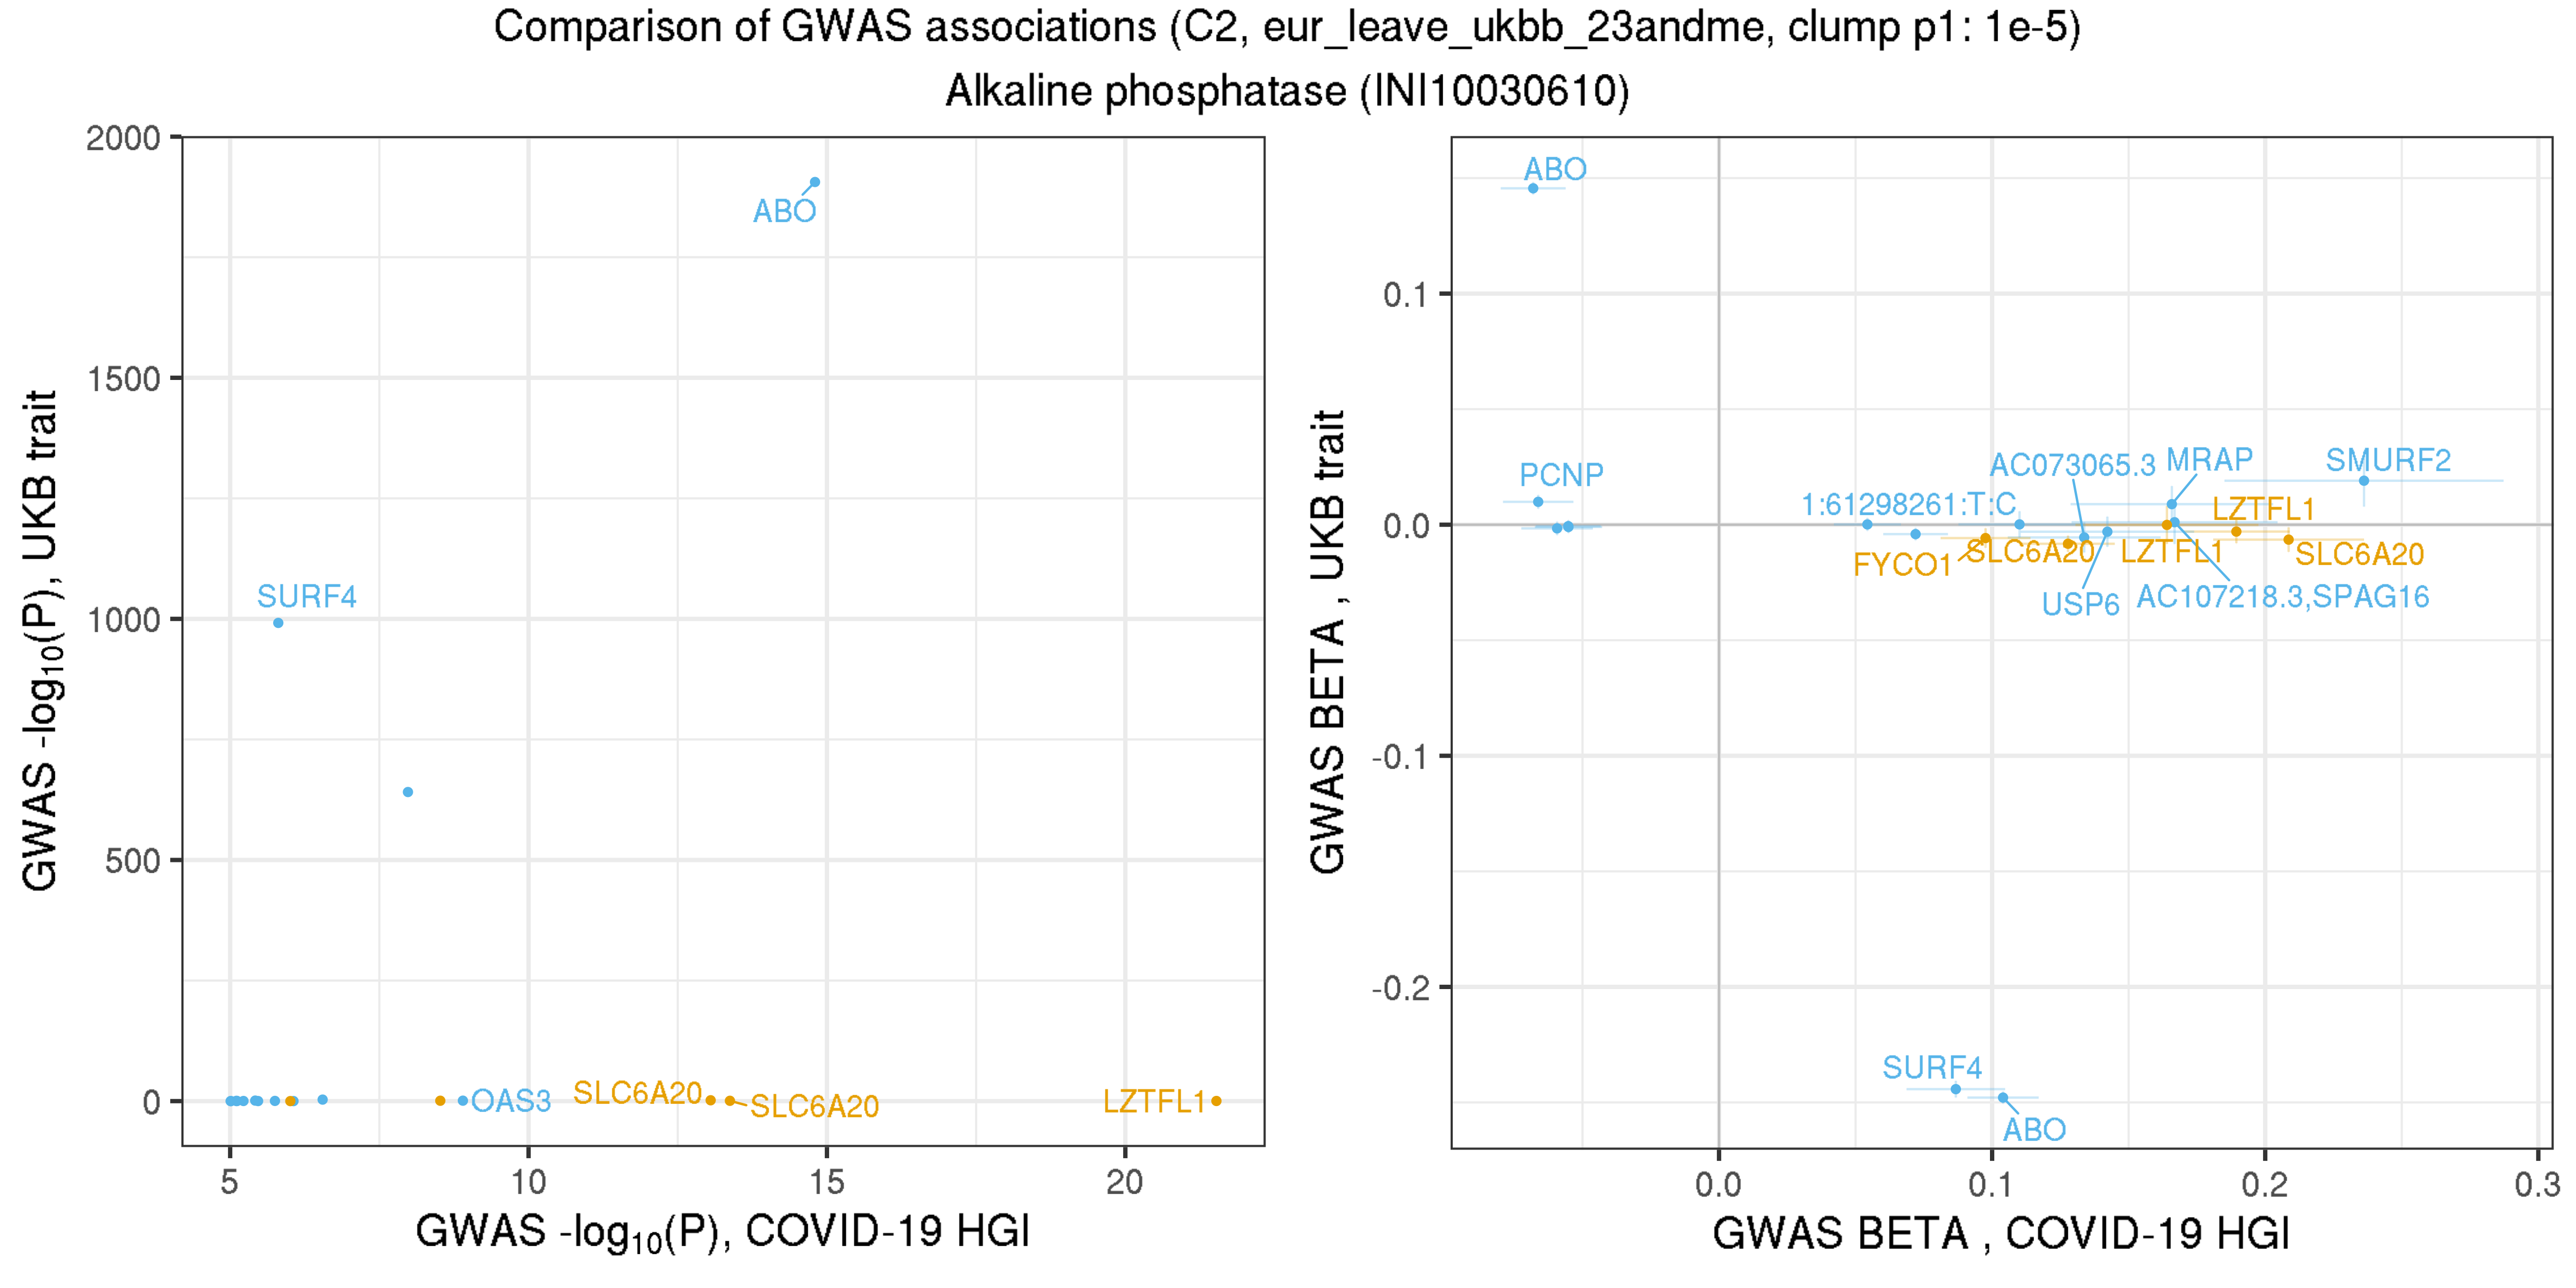 Comparison of GWAS associations (C2, eur_leave_ukbb_23andme, clump p1: 1e-5)
Alkaline phosphatase (INI10030610)
GWAS -log10(P), UKB trait
2000
1500
1000
500
0
ABO
SURF4
OAS3
SLC6A20
SLC6A20
LZTFL1
5
10
15
20
GWAS -log10(P), COVID-19 HGI
GWAS BETA , UKB trait
0.1
0.0
-0.1
-0.2
ABO
PCNP
AC073065.3
MRAP
SMURF2
1:61298261:T:C
LZTFL1
FYCO1
SLC6A20
LZTFL1
SLC6A20
USP6
AC107218.3,SPAG16
SURF4
ABO
0.0
0.1
0.2
0.3
GWAS BETA , COVID-19 HGI